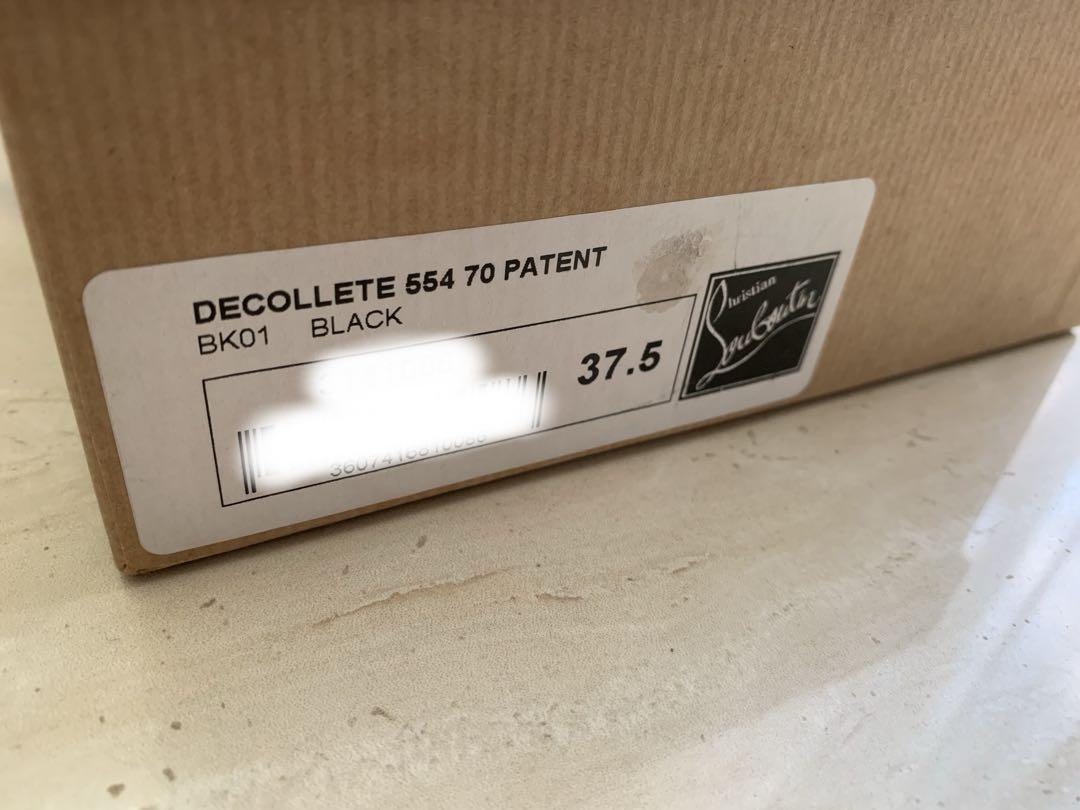 DECOLLETE 554 70 PATENT
BK01 BLACK
37.5
Christian
Louboutin